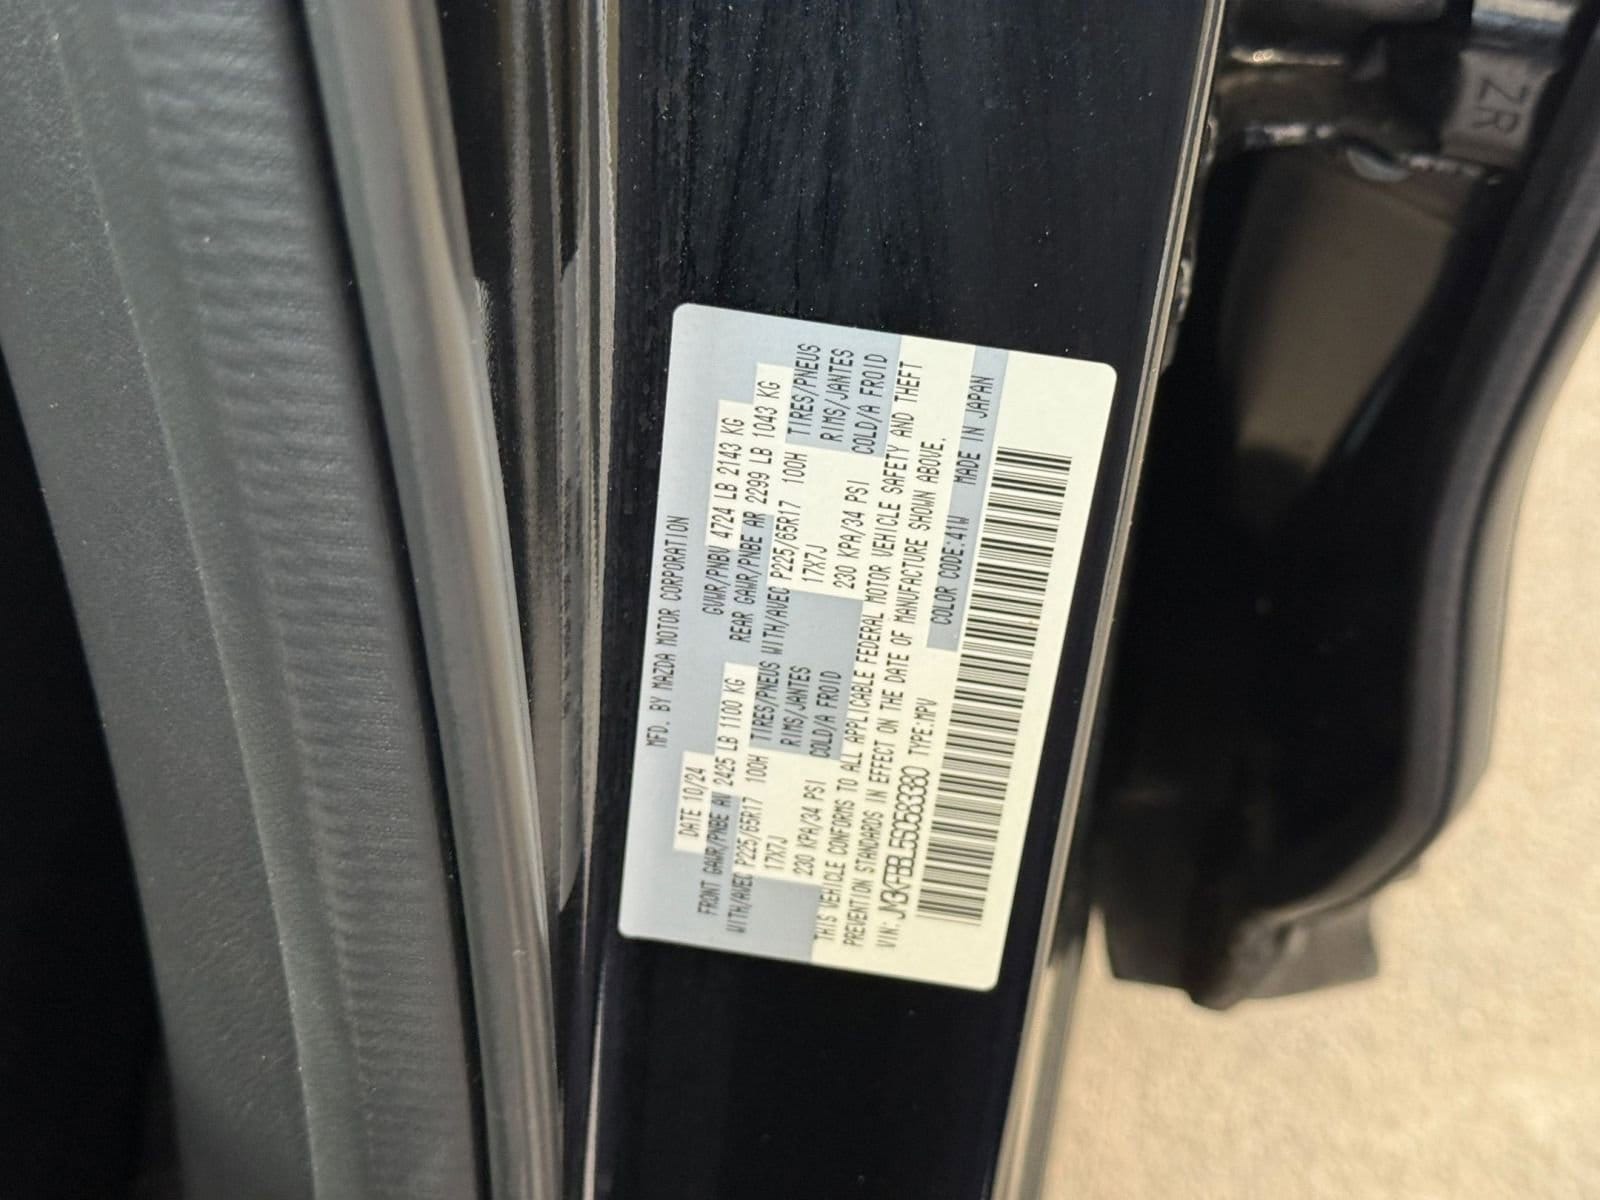 MFD. BY MAZDA MOTOR CORPORATION
DATE 10/24 GVWR/PNBV 4724 LB 2143 KG
FRONT GAWR/PNBE AV 2425 LB 1100 KG REAR GAWR/PNBE AR 2299 LB 1043 KG
WITH/AVEC P225/65R17 100H TIRES/PNEUS WITH/AVEC P225/65R17 100H TIRES/PNEUS
17X7J RIMS/JANTES 17X7J RIMS/JANTES
230 KPA/34 PSI COLD/A FROID 230 KPA/34 PSI COLD/A FROID
THIS VEHICLE CONFORMS TO ALL APPLICABLE FEDERAL MOTOR VEHICLE SAFETY AND THEFT
PREVENTION STANDARDS IN EFFECT ON THE DATE OF MANUFACTURE SHOWN ABOVE.
VIN: TYPE:MPV COLOR CODE:41W MADE IN JAPAN
ZR